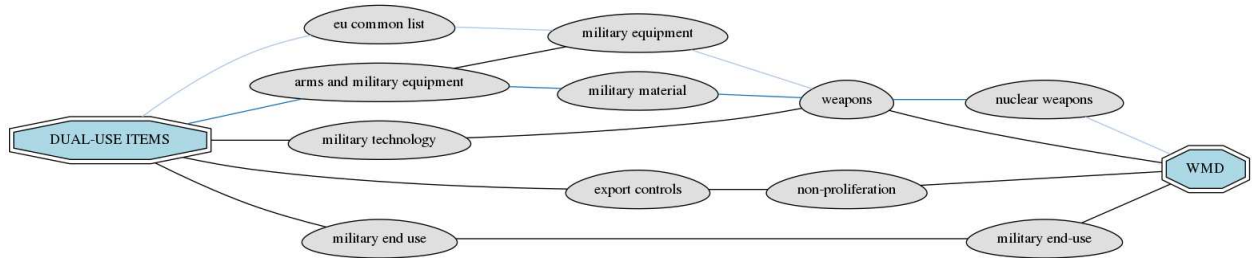 eu common list
military equipment
arms and military equipment
military material
weapons
nuclear weapons
DUAL-USE ITEMS
military technology
WMD
export controls
non-proliferation
military end use
military end-use